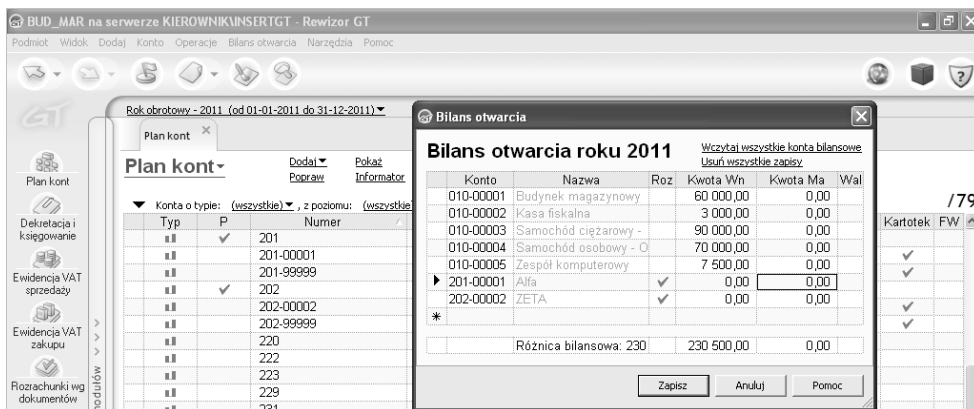 BUD_MAR na serwerze KIEROWNIK\INSERTGT - Rewizor GT
Podmiot Widok Dodaj Konto Operacje Bilans otwarcia Narzędzia Pomoc
GT
Rok obrotowy - 2011 (od 01-01-2011 do 31-12-2011)
Plan kont
Plan kont
Dodaj Pokaż
Popraw Informator
Konta o typie: (wszystkie), z poziomu: (wszystkie
Typ P Numer
201
201-00001
201-99999
202
202-00002
202-99999
220
222
223
229
231
Plan kont
Dekretacja i
księgowanie
Ewidencja VAT
sprzedaży
Ewidencja VAT
zakupu
Rozrachunki wg
dokumentów
Bilans otwarcia
Bilans otwarcia roku 2011
Wczytaj wszystkie konta bilansowe
Usuń wszystkie zapisy
Konto Nazwa Roz Kwota Wn Kwota Ma Wal
010-00001 Budynek magazynowy 60 000,00 0,00
010-00002 Kasa fiskalna 3 000,00 0,00
010-00003 Samochód ciężarowy - 90 000,00 0,00
010-00004 Samochód osobowy - O 70 000,00 0,00
010-00005 Zespół komputerowy 7 500,00 0,00
201-00001 Alfa 0,00 0,00
202-00002 ZETA 0,00 0,00
Różnica bilansowa: 230 230 500,00 0,00
Zapisz Anuluj Pomoc
/79
Kartotek FW